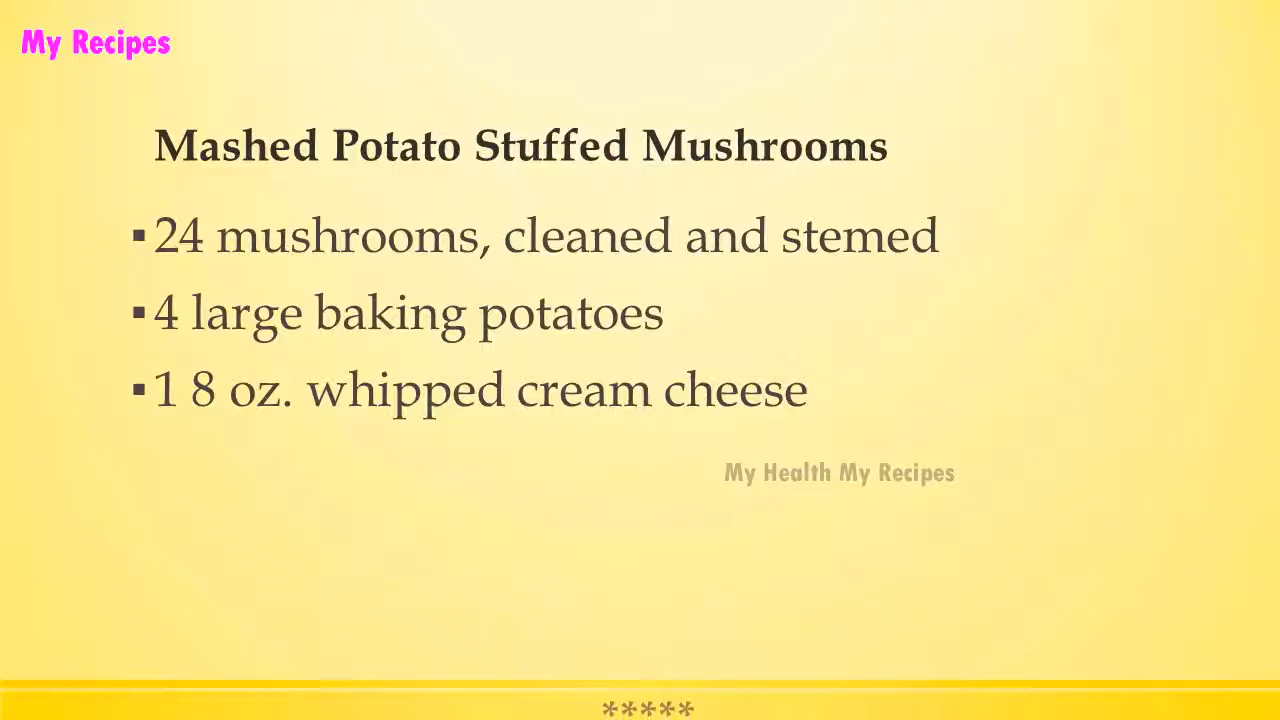 My Recipes
Mashed Potato Stuffed Mushrooms
▪24 mushrooms, cleaned and stemed
▪4 large baking potatoes
▪1 8 oz. whipped cream cheese
My Health My Recipes
*****